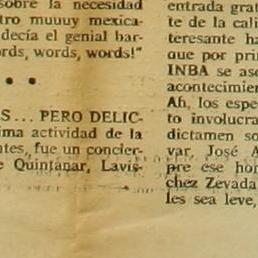 sobre la necesidad
tro muuuy mexica-
decía el genial bar-
ords, words, words!"
S... PERO DELIC-
ima actividad de la
ntes, fue un concier-
e Quintanar, Lavis-
entrada grat
te de la cali
teresante ha
que por prin
INBA se aso
acontecimien
Ah, los espe
to involucra
dictamen so
var, José A
pre ese hon
chez Zevada
les sea leve,